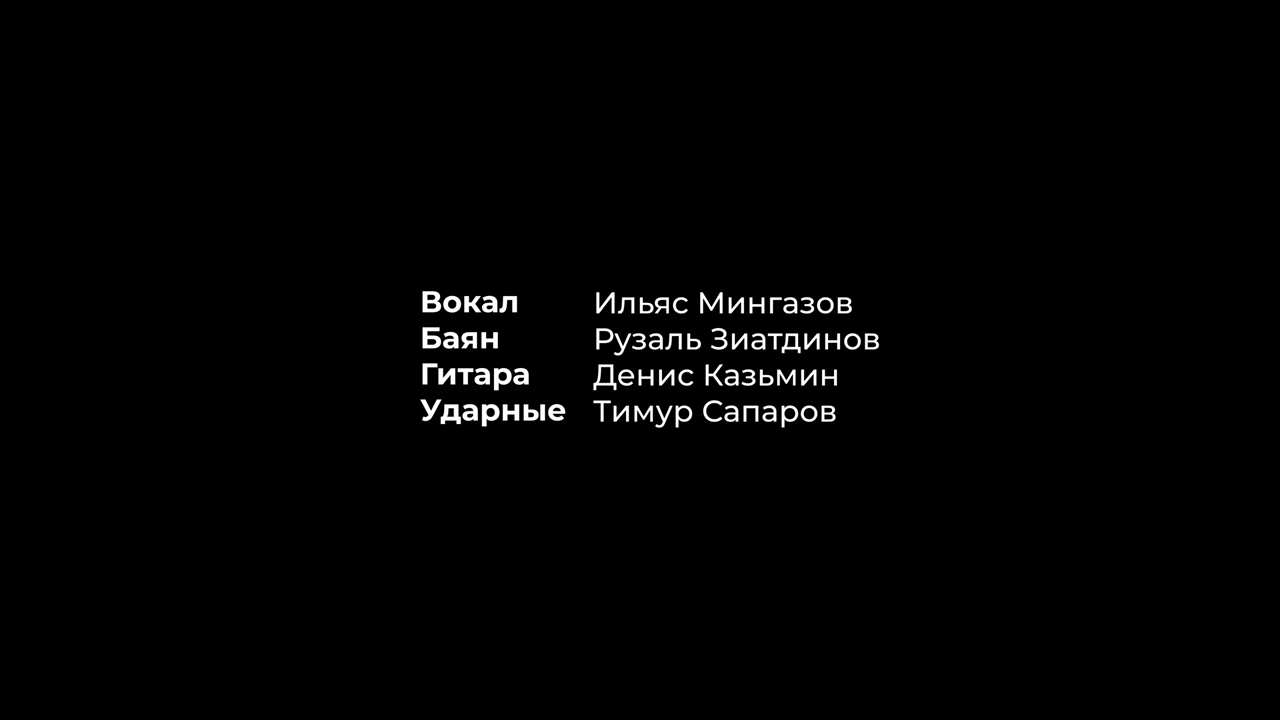 Вокал Ильяс Мингазов
Баян Рузаль Зиатдинов
Гитара Денис Казьмин
Ударные Тимур Сапаров